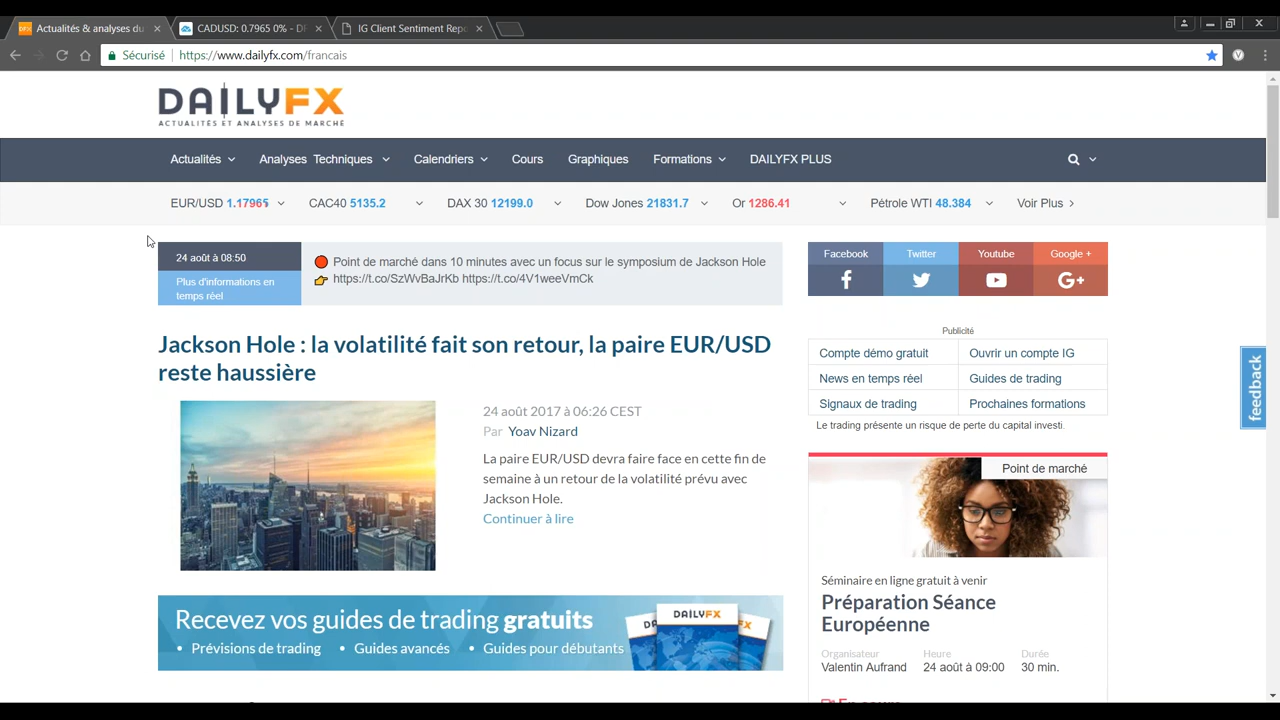 Actualités & analyses du
CADUSD: 0.7965 0% - DF
IG Client Sentiment Repo
Sécurisé
https://www.dailyfx.com/francais
DAILYFX
ACTUALITÉS ET ANALYSES DE MARCHÉ
Actualités
Analyses Techniques
Calendriers
Cours
Graphiques
Formations
DAILYFX PLUS
EUR/USD
CAC40 5135.2
DAX 30 12199.0
Dow Jones 21831.7
Or 1286.41
Pétrole WTI 48.384
Voir Plus
24 août à 08:50
Plus d'informations en
temps réel
Point de marché dans 10 minutes avec un focus sur le symposium de Jackson Hole
https://t.co/SzWvBaJrKb https://t.co/4V1weeVmCk
Facebook
Twitter
Youtube
Google +
Jackson Hole : la volatilité fait son retour, la paire EUR/USD
reste haussière
24 août 2017 à 06:26 CEST
Par Yoav Nizard
La paire EUR/USD devra faire face en cette fin de
semaine à un retour de la volatilité prévu avec
Jackson Hole.
Continuer à lire
Recevez vos guides de trading gratuits
• Prévisions de trading • Guides avancés • Guides pour débutants
DAILYFX
Publicité
Compte démo gratuit
Ouvrir un compte IG
News en temps réel
Guides de trading
Signaux de trading
Prochaines formations
Le trading présente un risque de perte du capital investi.
feedback
Point de marché
Séminaire en ligne gratuit à venir
Préparation Séance
Européenne
Organisateur
Heure
Durée
Valentin Aufrand
24 août à 09:00
30 min.